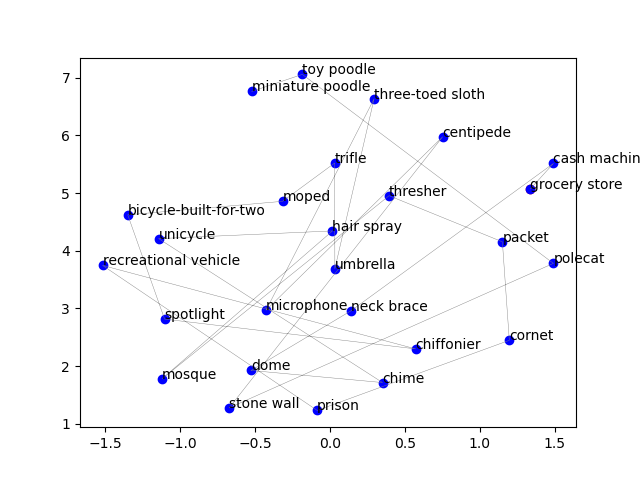 toy poodle
miniature poodle
three-toed sloth
centipede
trifle
cash machin
grocery store
moped
thresher
bicycle-built-for-two
unicycle
hair spray
packet
recreational vehicle
umbrella
polecat
microphone
neck brace
spotlight
chiffonier
cornet
mosque
dome
chime
stone wall
prison
7
6
5
4
3
2
1
−1.5
−1.0
−0.5
0.0
0.5
1.0
1.5